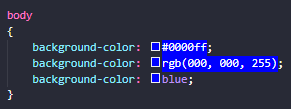 body
{
background-color: #0000ff;
background-color: rgb(000, 000, 255);
background-color: blue;
}